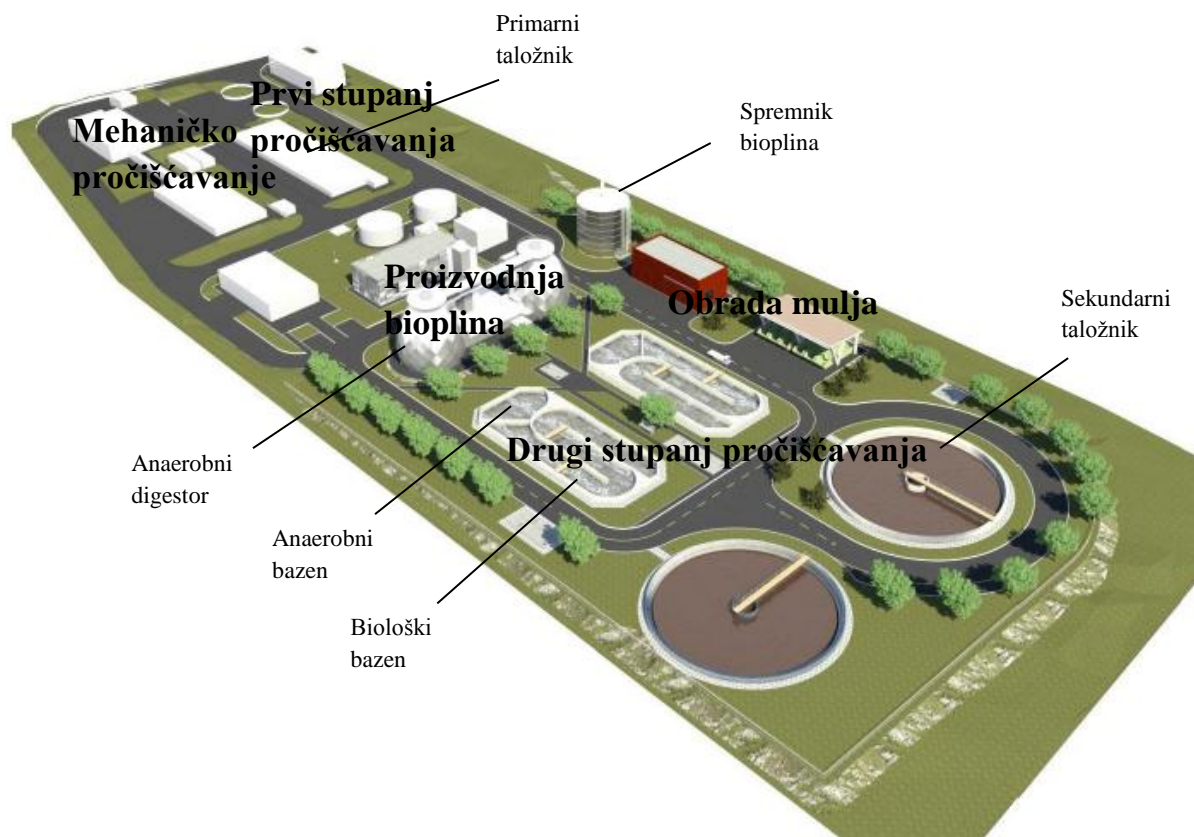 Primarni
taložnik
Prvi stupanj
pročišćavanja
Mehaničko
pročišćavanje
Spremnik
bioplina
Proizvodnja
bioplina
Obrada mulja
Sekundarni
taložnik
Drugi stupanj pročišćavanja
Anaerobni
digestor
Anaerobni
bazen
Biološki
bazen